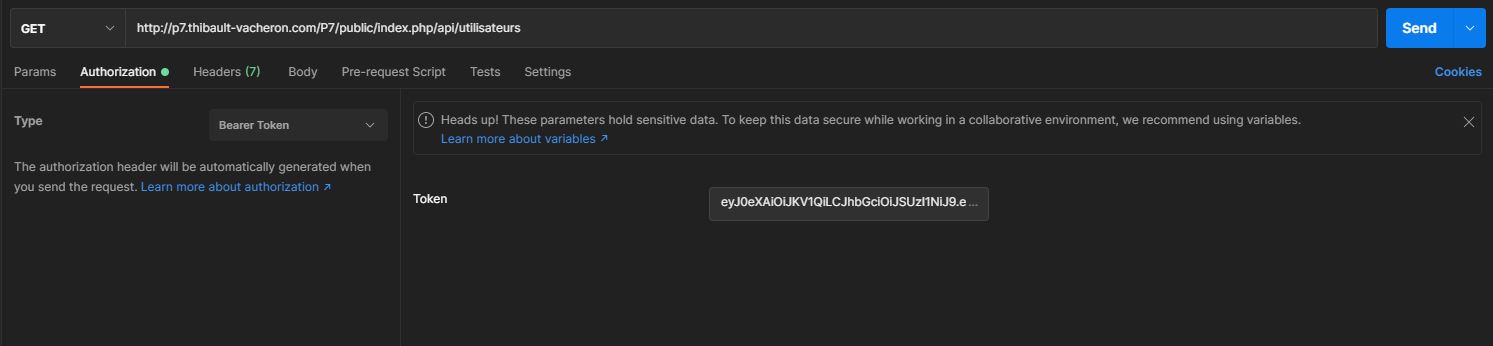 GET
http://p7.thibault-vacheron.com/P7/public/index.php/api/utilisateurs
Send
Params
Authorization
Headers (7)
Body
Pre-request Script
Tests
Settings
Cookies
Type
Bearer Token
The authorization header will be automatically generated when
you send the request. Learn more about authorization ↗
Heads up! These parameters hold sensitive data. To keep this data secure while working in a collaborative environment, we recommend using variables.
Learn more about variables ↗
Token
eyJ0eXAiOiJKV1QiLCJhbGciOiJSUzI1NiJ9.e ...